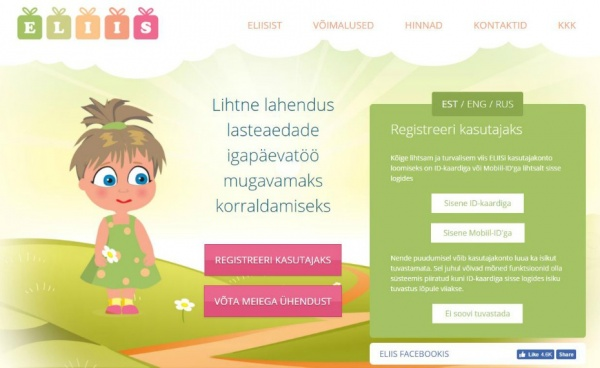 ELIIS
ELIISIST VÕIMALUSED HINNAD KONTAKTID KKK
Lihtne lahendus
lasteaedade
igapäevatöö
mugavamaks
korraldamiseks
REGISTREERI KASUTAJAKS
VÕTA MEIEGA ÜHENDUST
EST / ENG / RUS
Registreeri kasutajaks
Kõige lihtsam ja turvalisem viis ELIISi kasutajakonto
loomiseks on ID-kaardiga või Mobiil-ID'ga lihtsalt sisse
logides
Sisene ID-kaardiga
Sisene Mobiil-ID'ga
Nende puudumisel võib kasutajakonto luua ka isikut
tuvastamata. Sel juhul võivad mõned funktsioonid olla
süsteemis piiratud kuni ID-kaardiga sisse logides isiku
tuvastus lõpule viiakse.
Ei soovi tuvastada
ELIIS FACEBOOKIS
Like 4.6K Share